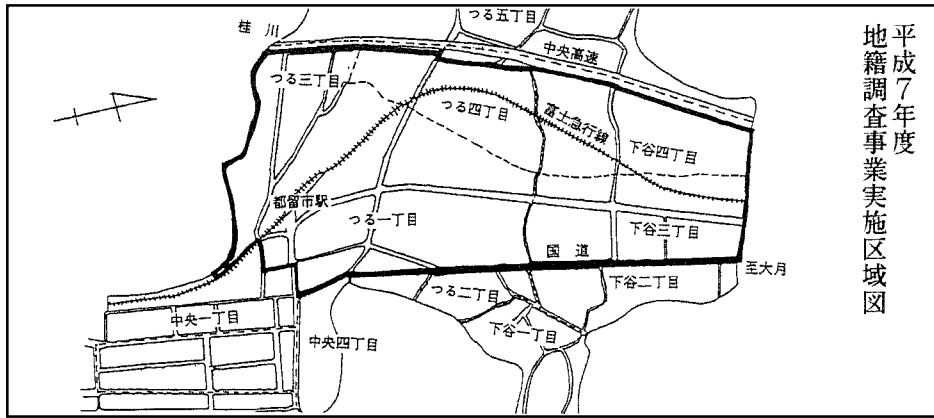 平成7年度
地籍調査事業実施区域図
桂川
つる五丁目
中央高速
つる三丁目
つる四丁目
富士急行線
下谷四丁目
都留市駅
つる一丁目
下谷三丁目
国道
至大月
つる二丁目
下谷二丁目
下谷一丁目
中央一丁目
中央四丁目